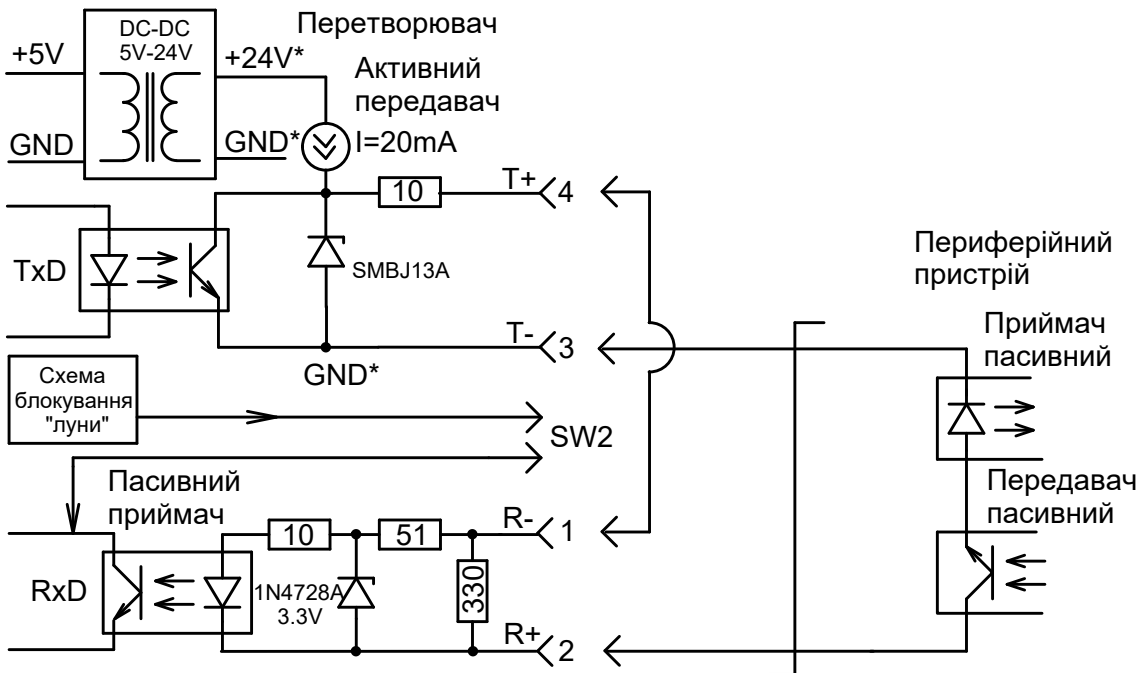 DC-DC
5V-24V
Перетворювач
+5V
+24V*
Активний
передавач
GND
GND*
I=20mA
T+
4
10
TxD
SMBJ13A
Периферійний
пристрій
T-
3
Приймач
пасивний
GND*
Схема
блокування
"луни"
SW2
Пасивний
приймач
Передавач
пасивний
10
51
R-
1
RxD
1N4728A
3.3V
330
R+
2